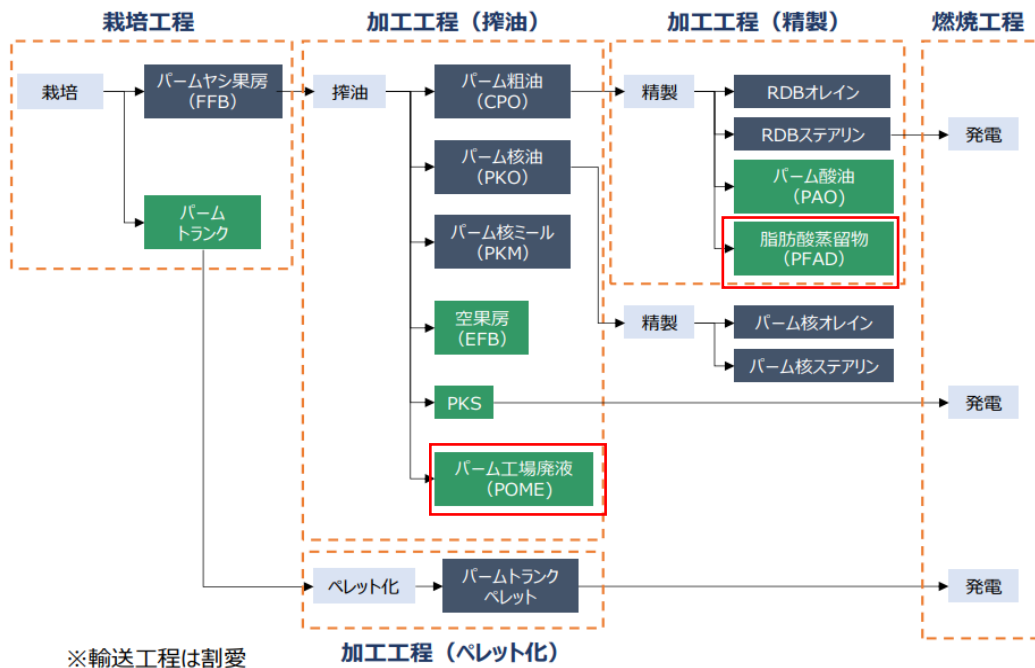 栽培工程
加工工程（搾油）
加工工程（精製）
燃焼工程
栽培
パームヤシ果房
（FFB）
パーム
トランク
搾油
パーム粗油
（CPO）
パーム核油
（PKO）
パーム核ミール
（PKM）
空果房
（EFB）
PKS
パーム工場廃液
（POME）
精製
RDBオレイン
RDBステアリン
パーム酸油
（PAO）
脂肪酸蒸留物
（PFAD）
精製
パーム核オレイン
パーム核ステアリン
発電
発電
ペレット化
パームトランク
ペレット
発電
加工工程（ペレット化）
※輸送工程は割愛